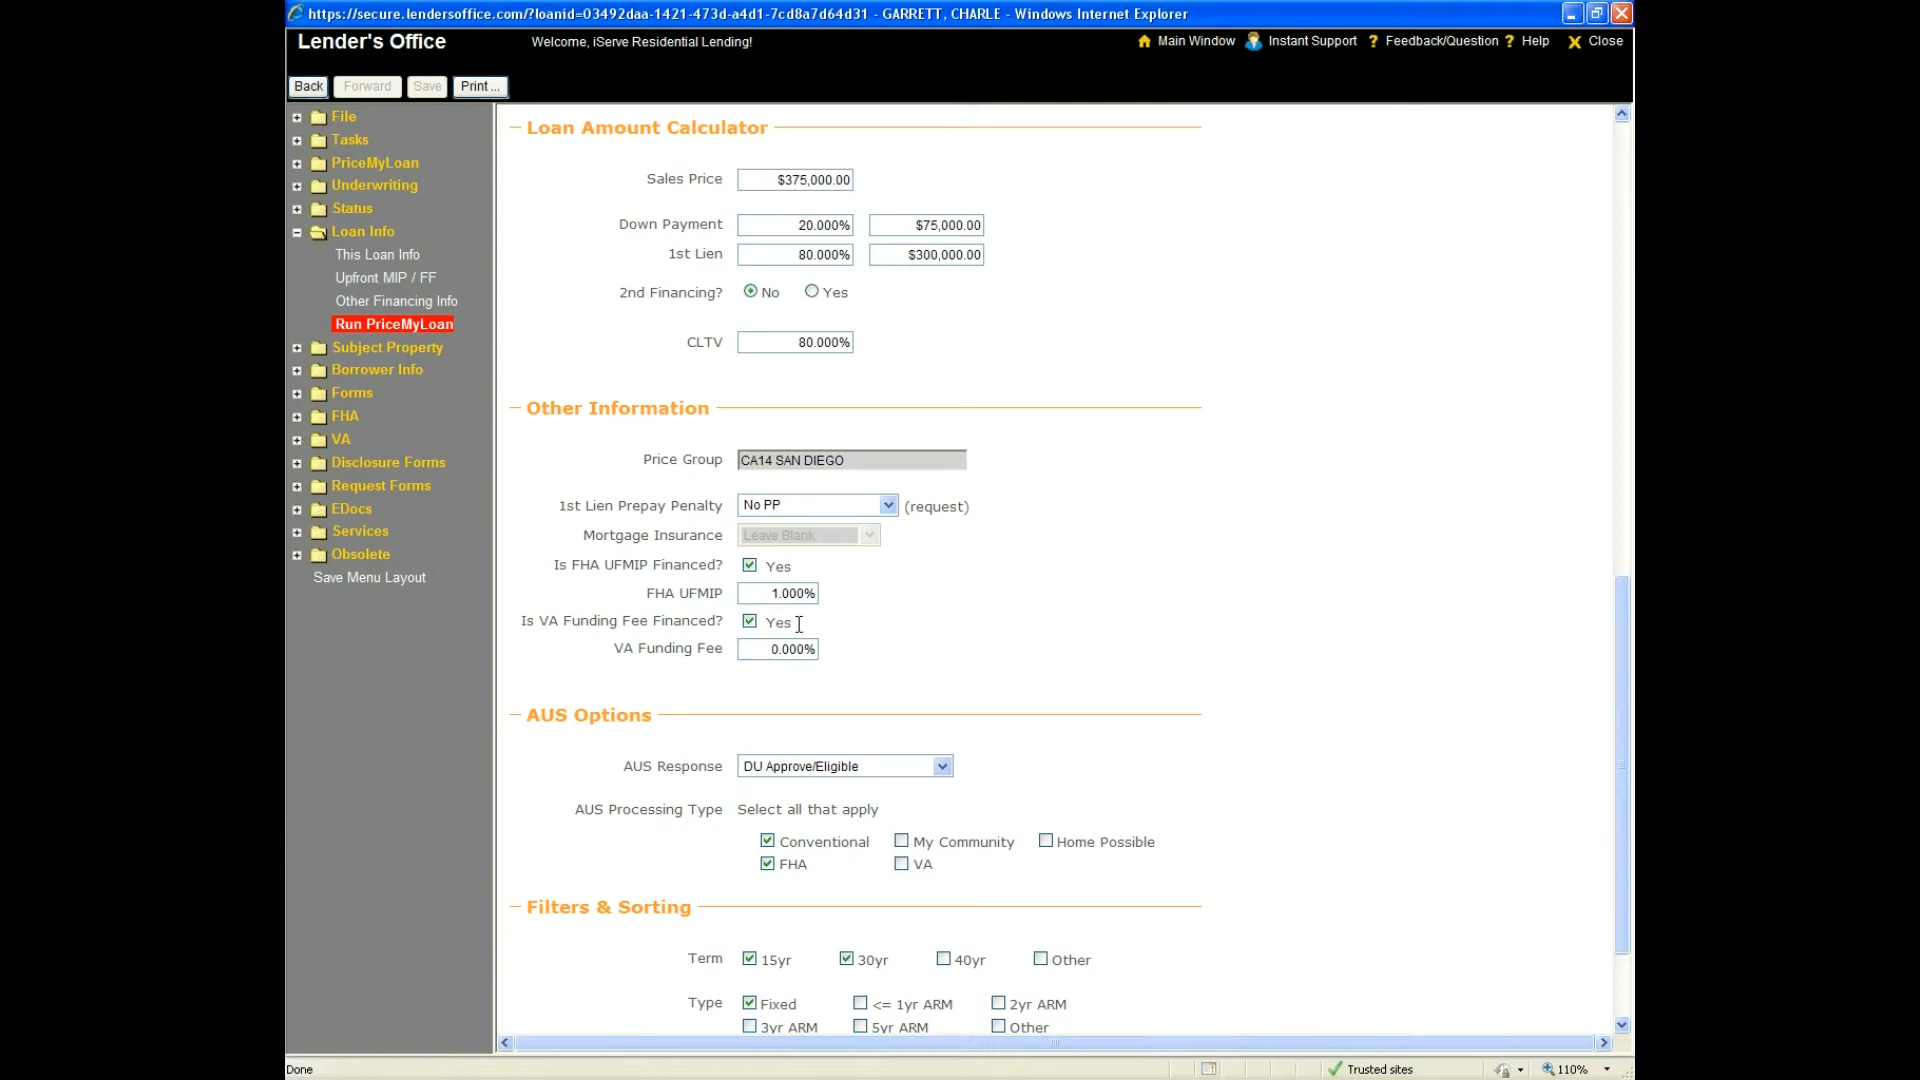 https://secure.lendersoffice.com/?loanid=03492daa-1421-473d-a4d1-7cd8a7d64d31 - GARRETT, CHARLE - Windows Internet Explorer
Lender's Office Welcome, iServe Residential Lending! Main Window Instant Support ? Feedback/Question ? Help X Close
Back Forward Save Print ...
File
Tasks
PriceMyLoan
Underwriting
Status
Loan Info
This Loan Info
Upfront MIP / FF
Other Financing Info
Run PriceMyLoan
Subject Property
Borrower Info
Forms
FHA
VA
Disclosure Forms
Request Forms
EDocs
Services
Obsolete
Save Menu Layout
Loan Amount Calculator
Sales Price $375,000.00
Down Payment 20.000% $75,000.00
1st Lien 80.000% $300,000.00
2nd Financing? No Yes
CLTV 80.000%
Other Information
Price Group CA14 SAN DIEGO
1st Lien Prepay Penalty No PP (request)
Mortgage Insurance Leave Blank
Is FHA UFMIP Financed? Yes
FHA UFMIP 1.000%
Is VA Funding Fee Financed? Yes
VA Funding Fee 0.000%
AUS Options
AUS Response DU Approve/Eligible
AUS Processing Type Select all that apply
Conventional My Community Home Possible
FHA VA
Filters & Sorting
Term 15yr 30yr 40yr Other
Type Fixed <= 1yr ARM 2yr ARM
3yr ARM 5yr ARM Other
Done Trusted sites 110%